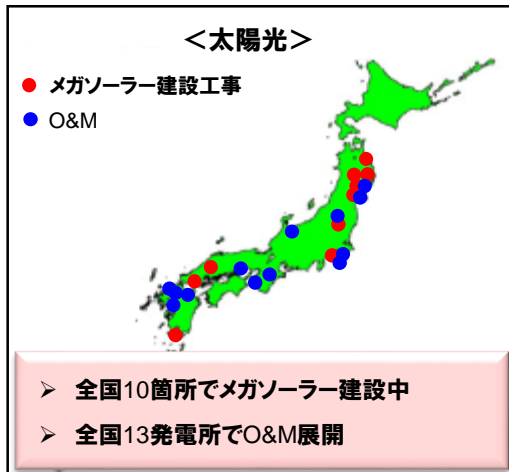 ＜太陽光＞
メガソーラー建設工事
O&M
➢ 全国10箇所でメガソーラー建設中
➢ 全国13発電所でO&M展開